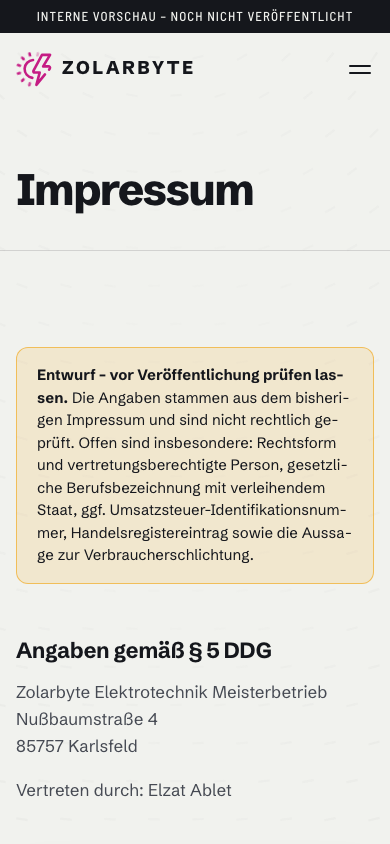 INTERNE VORSCHAU – NOCH NICHT VERÖFFENTLICHT
ZOLARBYTE
Impressum
Entwurf – vor Veröffentlichung prüfen las-
sen. Die Angaben stammen aus dem bisheri-
gen Impressum und sind nicht rechtlich ge-
prüft. Offen sind insbesondere: Rechtsform
und vertretungsberechtigte Person, gesetzli-
che Berufsbezeichnung mit verleihendem
Staat, ggf. Umsatzsteuer-Identifikationsnum-
mer, Handelsregistereintrag sowie die Aussa-
ge zur Verbraucherschlichtung.
Angaben gemäß § 5 DDG
Zolarbyte Elektrotechnik Meisterbetrieb
Nußbaumstraße 4
85757 Karlsfeld
Vertreten durch: Elzat Ablet